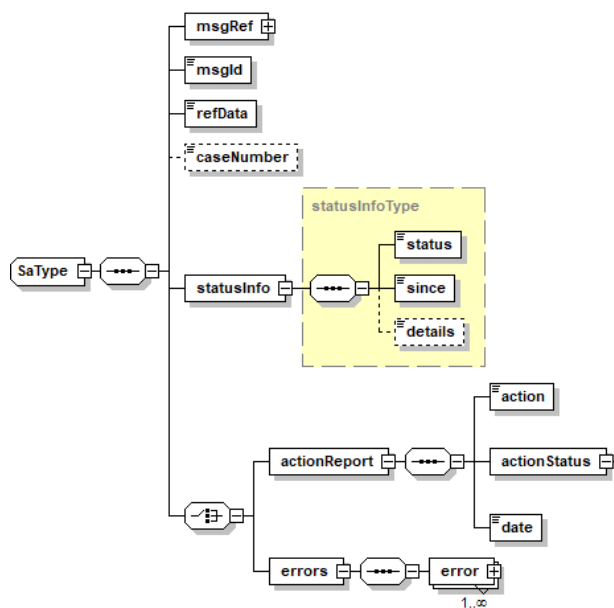 msgRef
msgId
refData
caseNumber
statusInfoType
status
SaType
statusInfo
since
details
action
actionReport
actionStatus
date
errors
error
1..∞